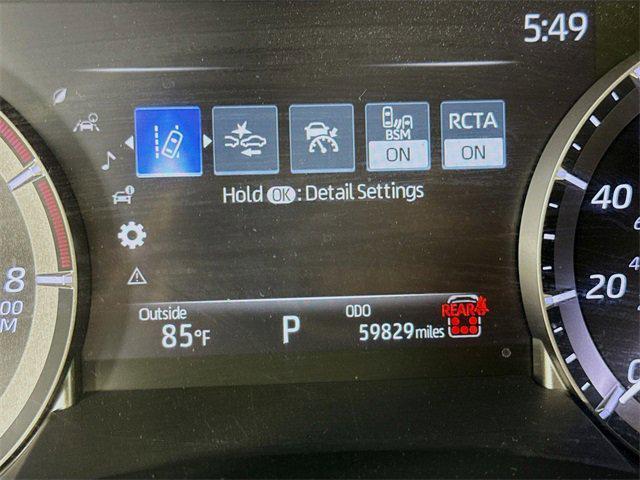 5:49
BSM
ON
RCTA
ON
Hold OK : Detail Settings
Outside
85°F
P
ODO
59829 miles
REAR
8
40
20
0